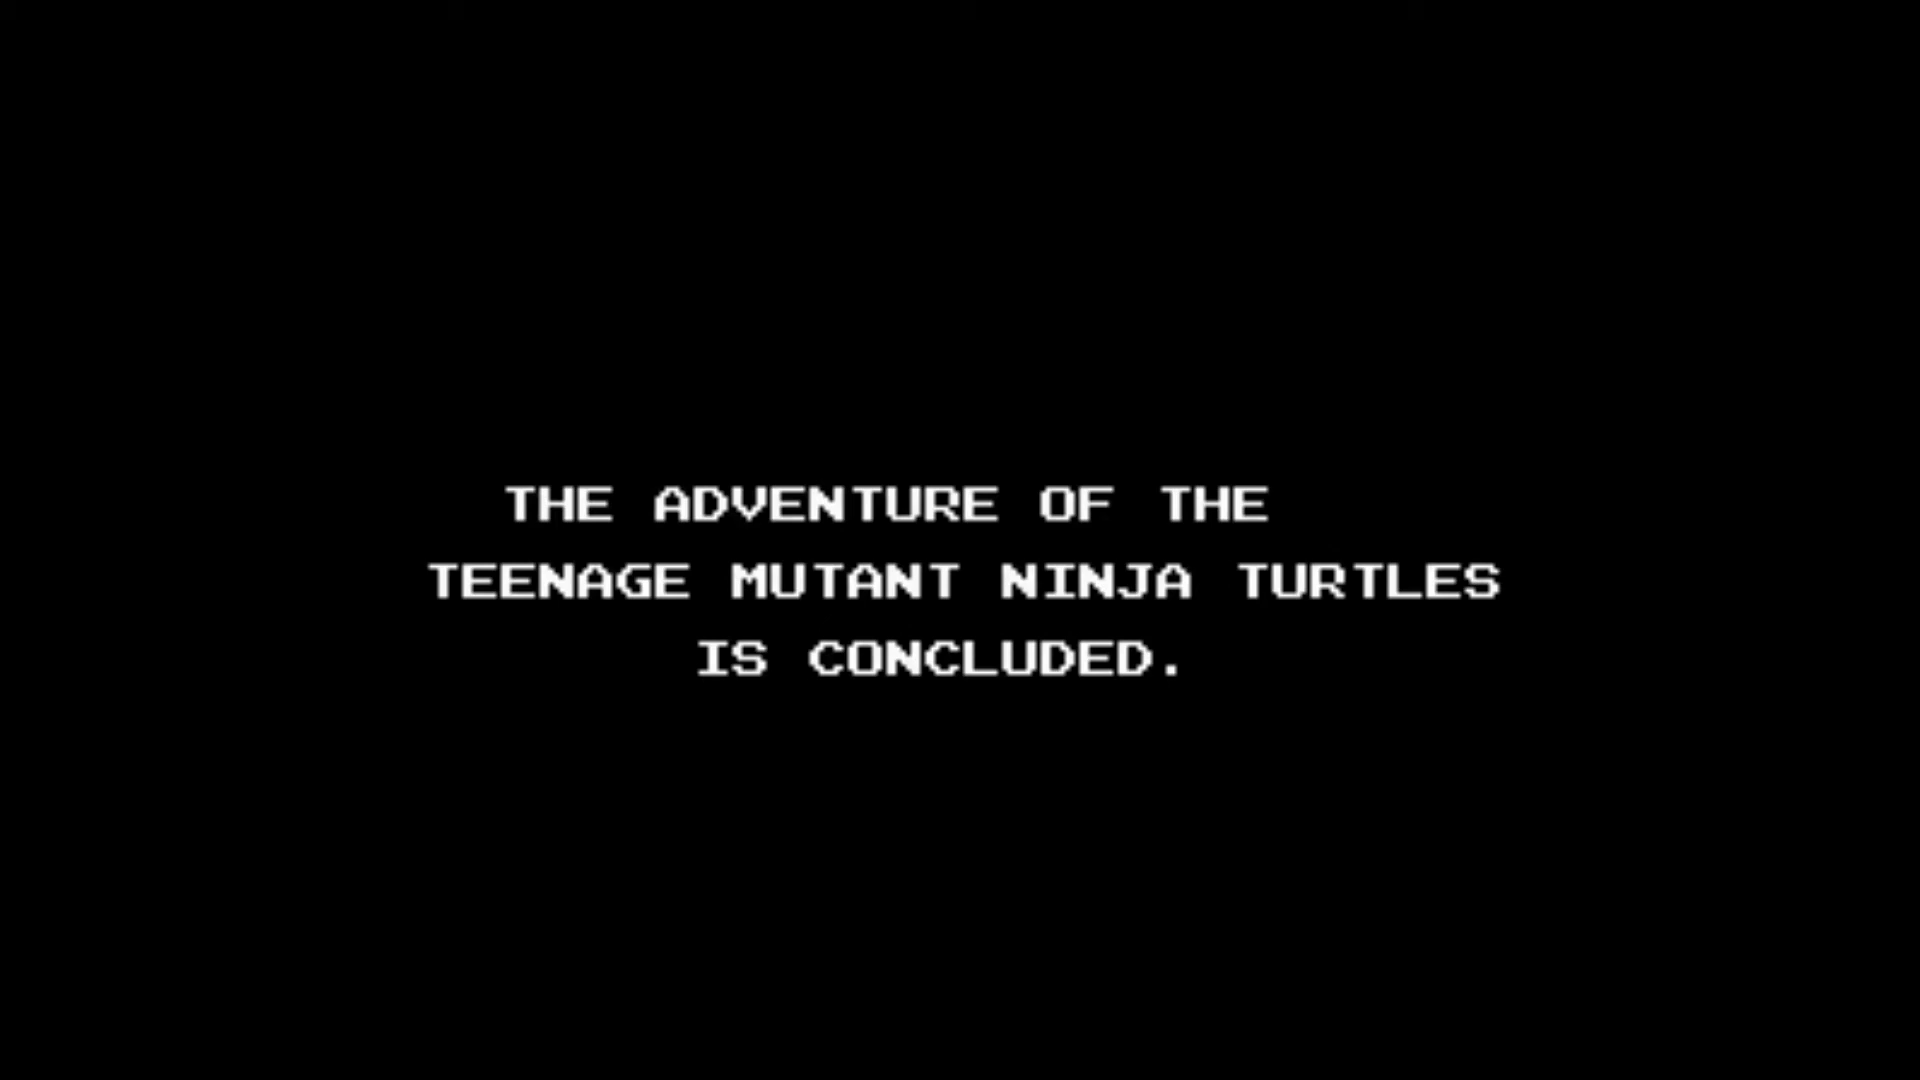 THE ADVENTURE OF THE
TEENAGE MUTANT NINJA TURTLES
IS CONCLUDED.